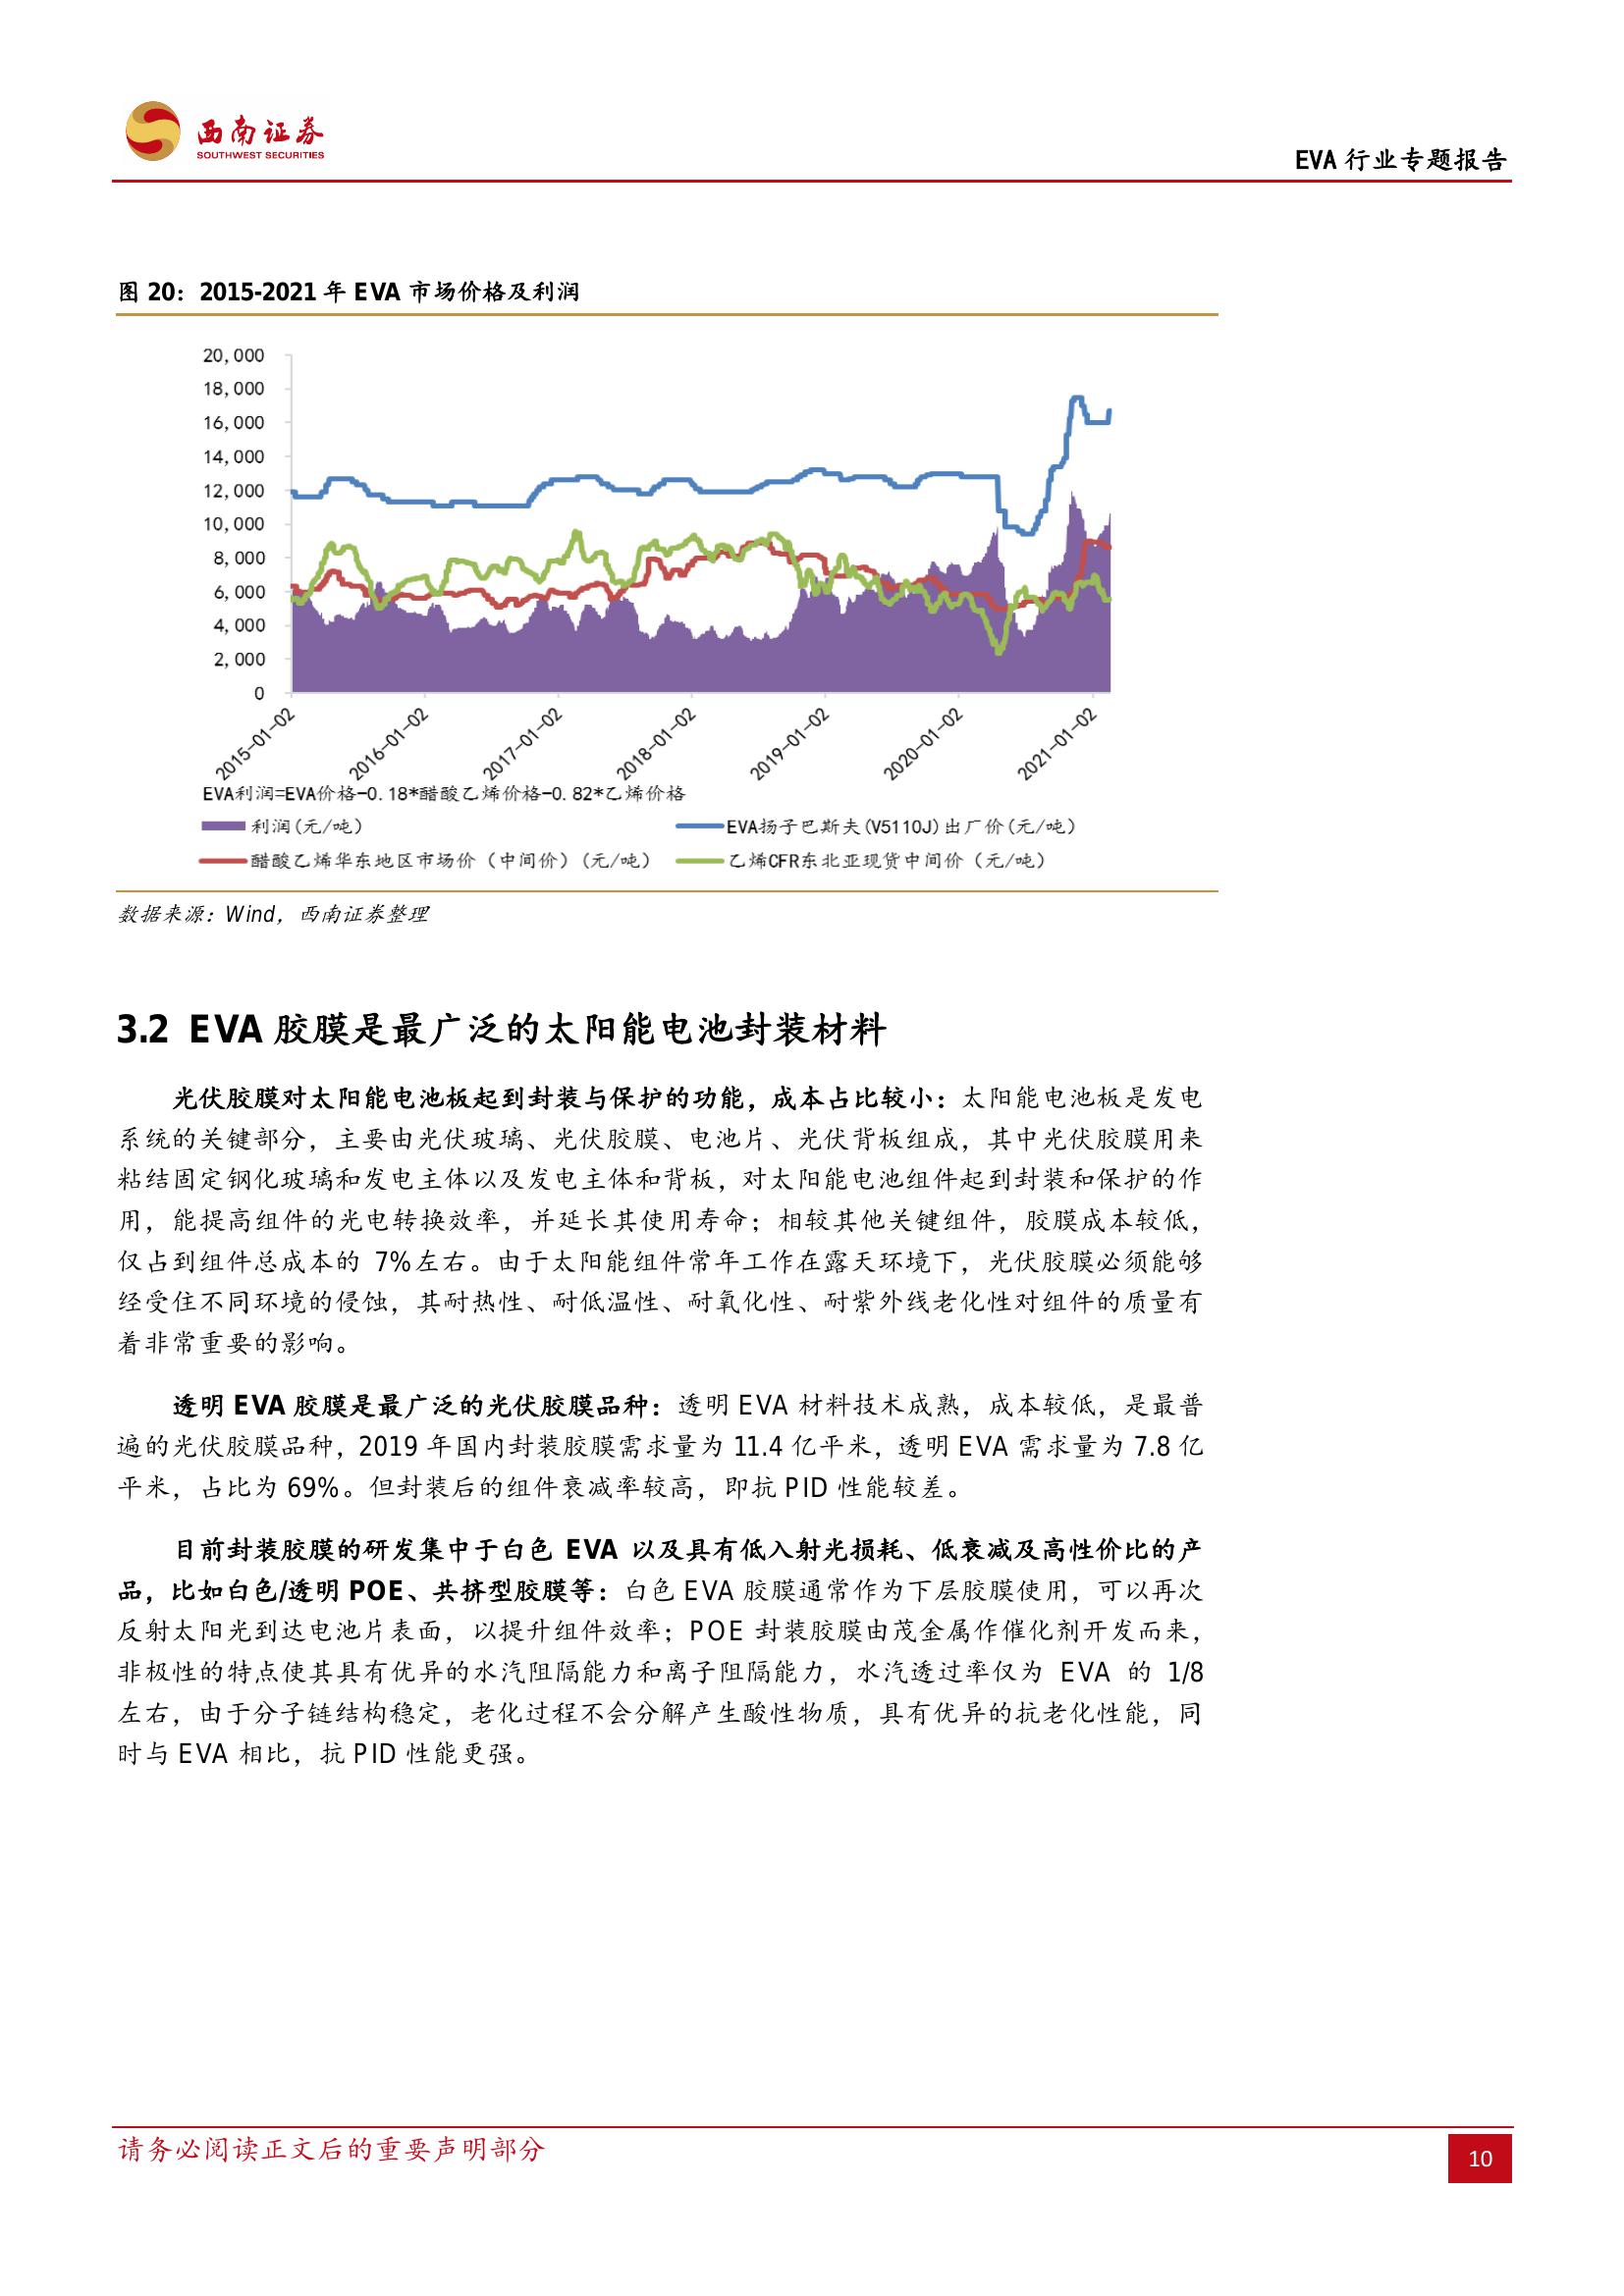 西南证券
SOUTHWEST SECURITIES
EVA 行业专题报告
图 20：2015-2021 年 EVA 市场价格及利润
20,000
18,000
16,000
14,000
12,000
10,000
8,000
6,000
4,000
2,000
0
2015-01-02
2016-01-02
2017-01-02
2018-01-02
2019-01-02
2020-01-02
2021-01-02
EVA利润=EVA价格-0.18*醋酸乙烯价格-0.82*乙烯价格
利润(元/吨)
EVA扬子巴斯夫(V5110J)出厂价(元/吨)
醋酸乙烯华东地区市场价（中间价）(元/吨)
乙烯CFR东北亚现货中间价（元/吨）
数据来源：Wind，西南证券整理
3.2 EVA 胶膜是最广泛的太阳能电池封装材料
光伏胶膜对太阳能电池板起到封装与保护的功能，成本占比较小：太阳能电池板是发电
系统的关键部分，主要由光伏玻璃、光伏胶膜、电池片、光伏背板组成，其中光伏胶膜用来
粘结固定钢化玻璃和发电主体以及发电主体和背板，对太阳能电池组件起到封装和保护的作
用，能提高组件的光电转换效率，并延长其使用寿命；相较其他关键组件，胶膜成本较低，
仅占到组件总成本的 7%左右。由于太阳能组件常年工作在露天环境下，光伏胶膜必须能够
经受住不同环境的侵蚀，其耐热性、耐低温性、耐氧化性、耐紫外线老化性对组件的质量有
着非常重要的影响。
透明 EVA 胶膜是最广泛的光伏胶膜品种：透明 EVA 材料技术成熟，成本较低，是最普
遍的光伏胶膜品种，2019 年国内封装胶膜需求量为 11.4 亿平米，透明 EVA 需求量为 7.8 亿
平米，占比为 69%。但封装后的组件衰减率较高，即抗 PID 性能较差。
目前封装胶膜的研发集中于白色 EVA 以及具有低入射光损耗、低衰减及高性价比的产
品，比如白色/透明 POE、共挤型胶膜等：白色 EVA 胶膜通常作为下层胶膜使用，可以再次
反射太阳光到达电池片表面，以提升组件效率；POE 封装胶膜由茂金属作催化剂开发而来，
非极性的特点使其具有优异的水汽阻隔能力和离子阻隔能力，水汽透过率仅为 EVA 的 1/8
左右，由于分子链结构稳定，老化过程不会分解产生酸性物质，具有优异的抗老化性能，同
时与 EVA 相比，抗 PID 性能更强。
请务必阅读正文后的重要声明部分
10